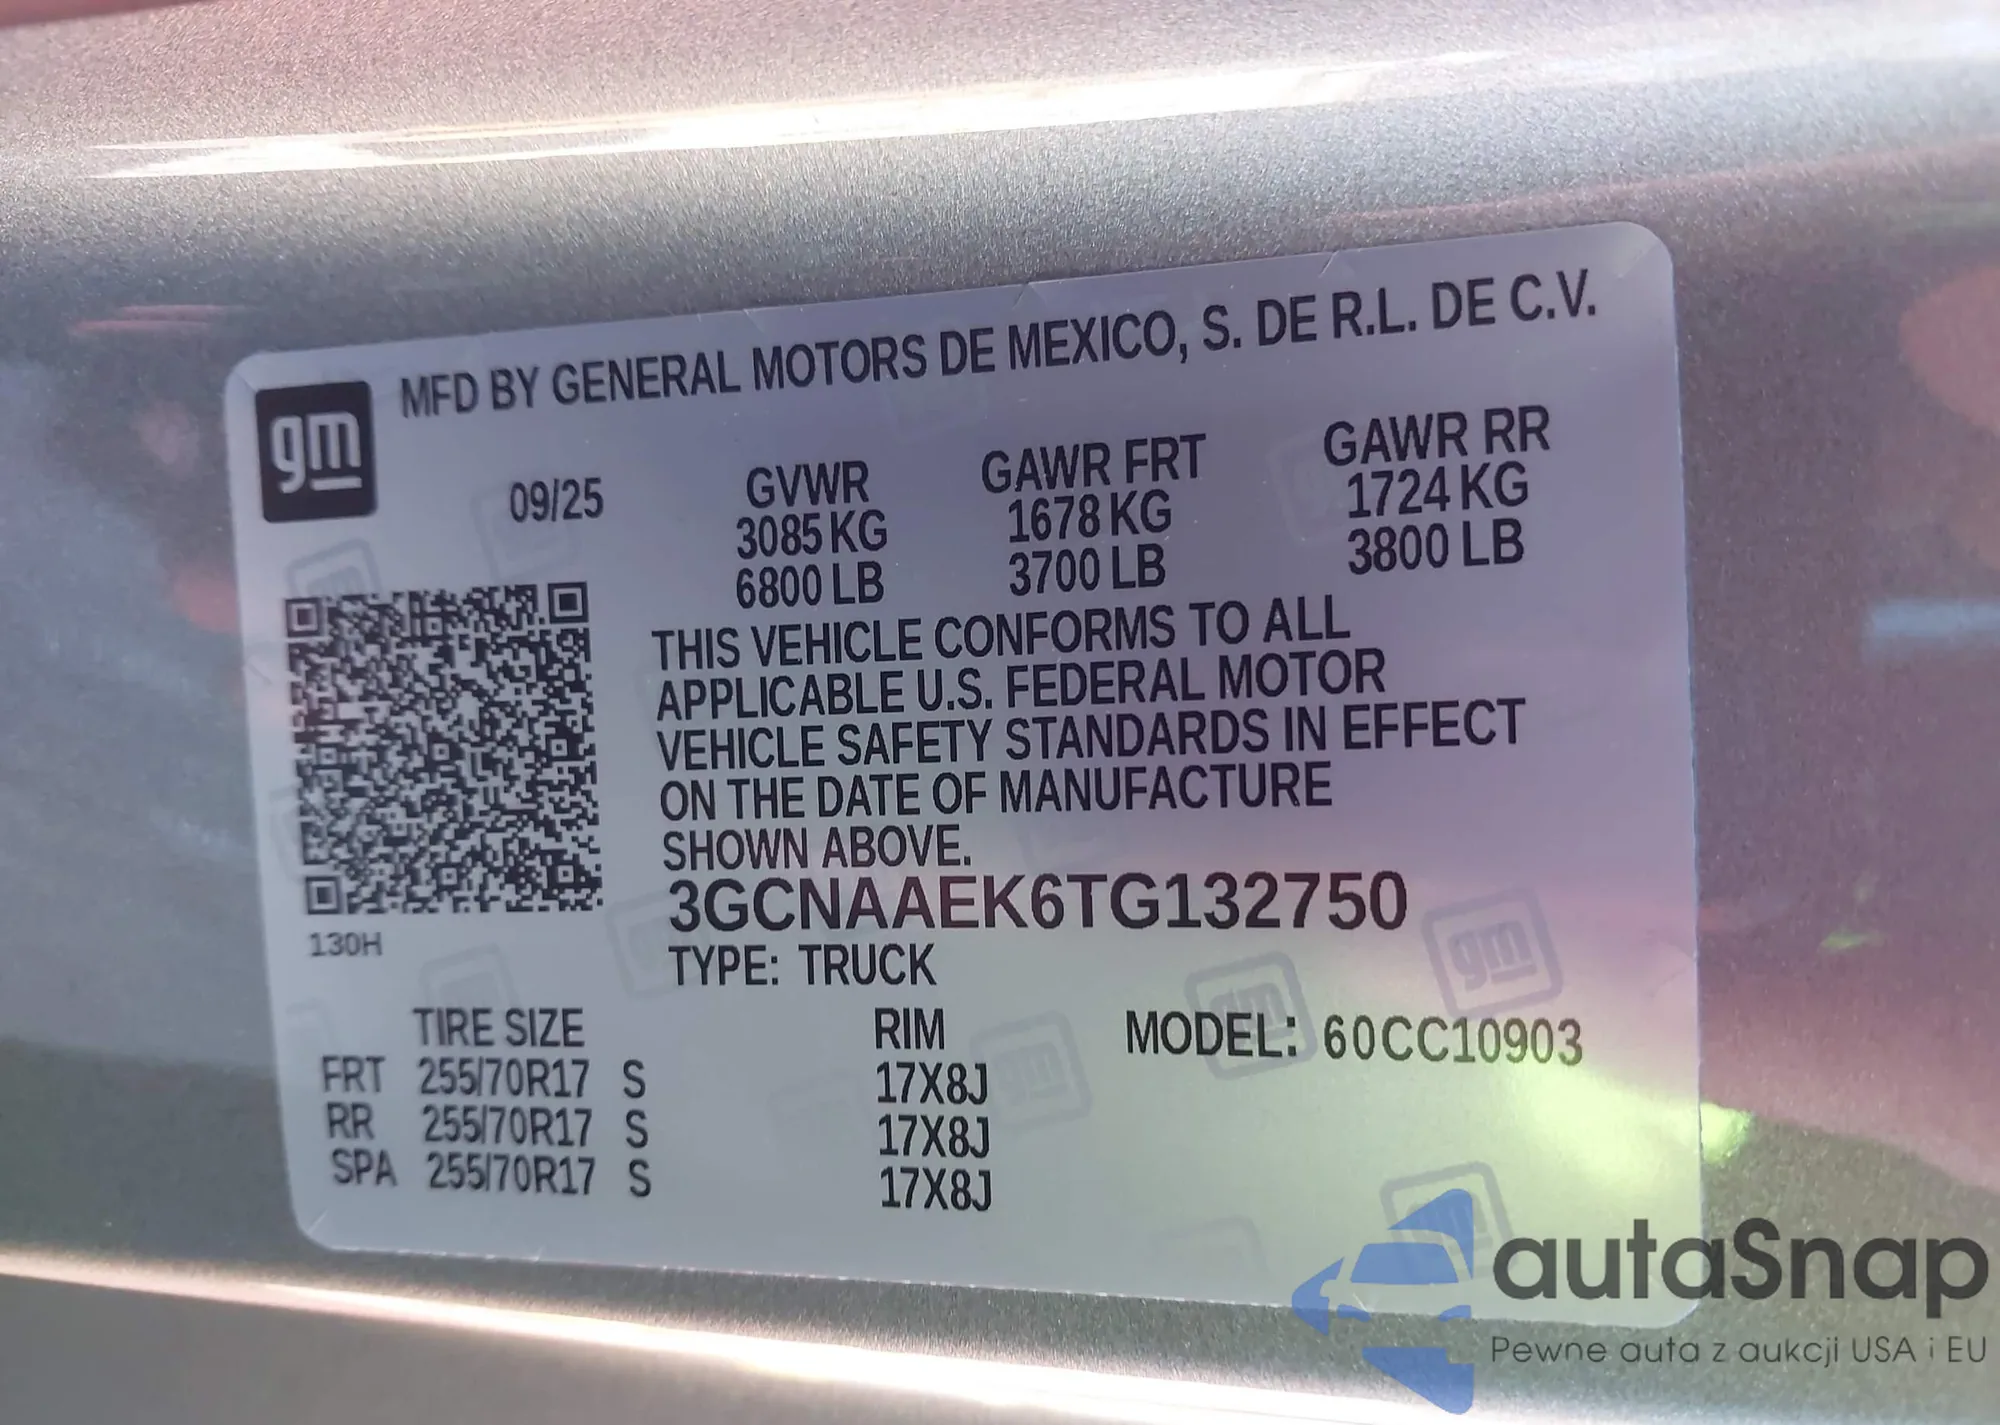 MFD BY GENERAL MOTORS DE MEXICO, S. DE R.L. DE C.V.
gm
09/25
GVWR GAWR FRT GAWR RR
3085 KG 1678 KG 1724 KG
6800 LB 3700 LB 3800 LB
THIS VEHICLE CONFORMS TO ALL
APPLICABLE U.S. FEDERAL MOTOR
VEHICLE SAFETY STANDARDS IN EFFECT
ON THE DATE OF MANUFACTURE
SHOWN ABOVE.
3GCNAAEK6TG132750
130H
TYPE: TRUCK
TIRE SIZE RIM MODEL: 60CC10903
FRT 255/70R17 S 17X8J
RR 255/70R17 S 17X8J
SPA 255/70R17 S 17X8J
autaSnap
Pewne auta z aukcji USA i EU